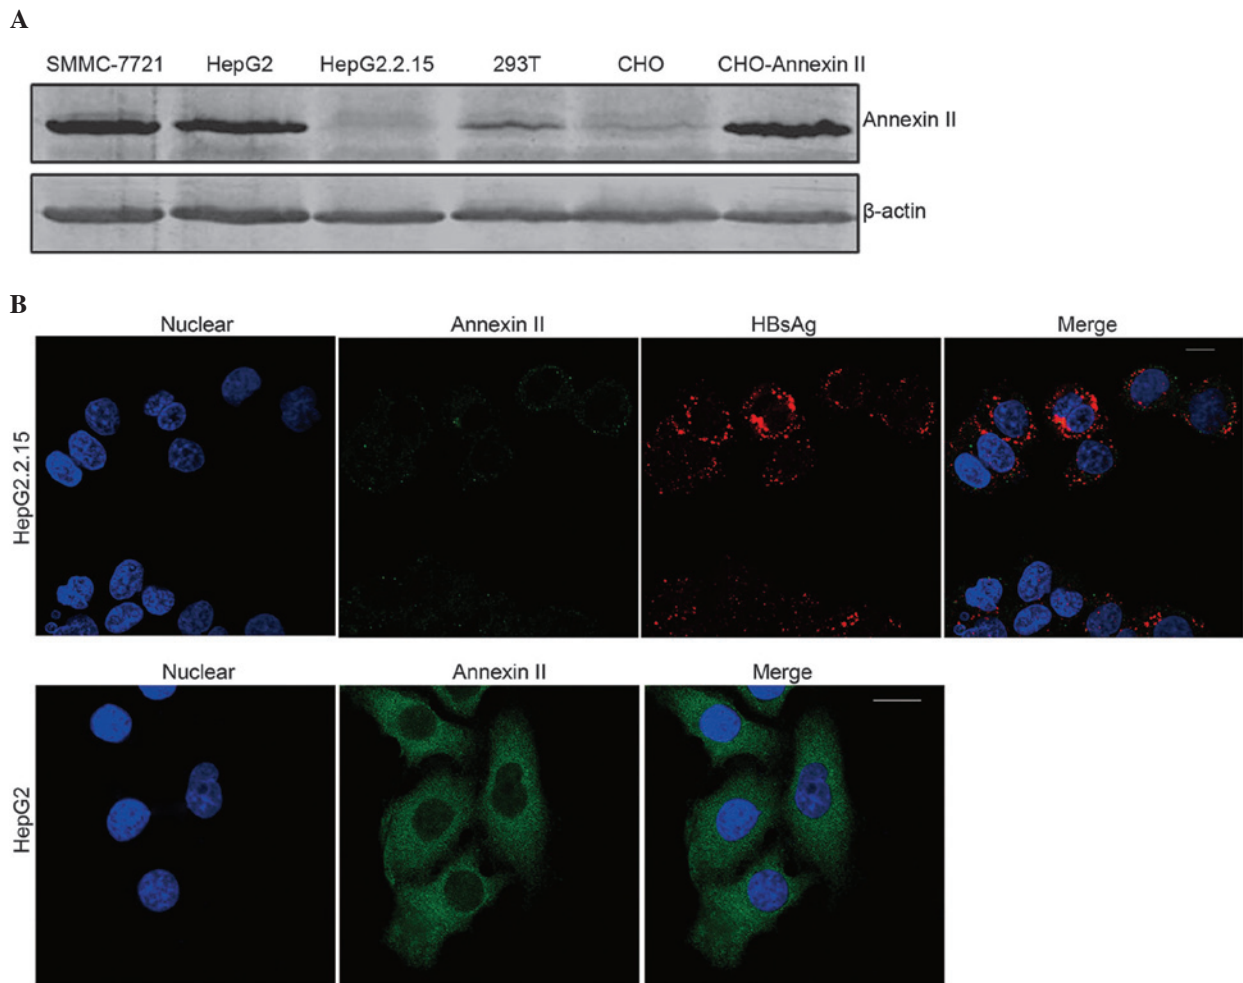 A
SMMC-7721 HepG2 HepG2.2.15 293T CHO CHO-Annexin II
Annexin II
β-actin
B
Nuclear Annexin II HBsAg Merge
HepG2.2.15
Nuclear Annexin II Merge
HepG2